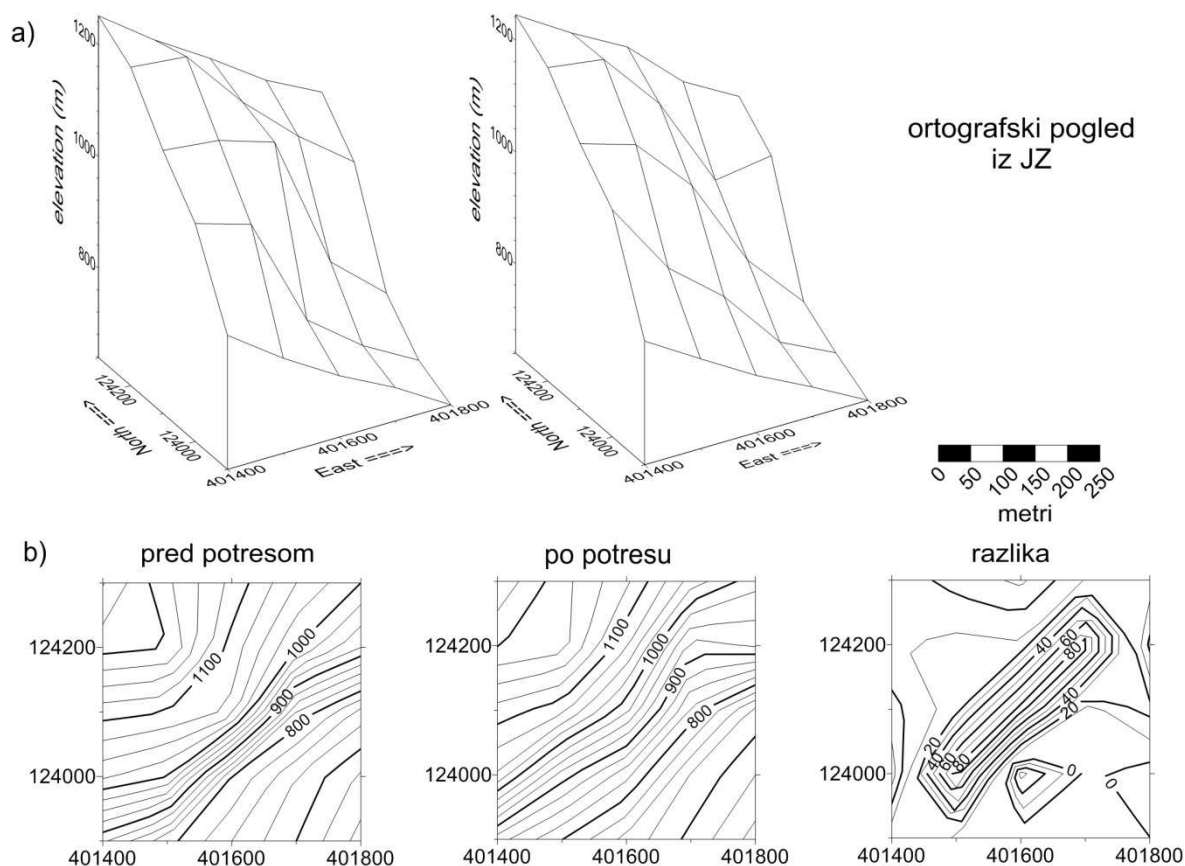 a)
1200
1000
800
elevation (m)
124200
124000
<=== North
401400
401600
401800
East ===>
1200
1000
800
elevation (m)
124200
124000
<=== North
401400
401600
401800
East ===>
ortografski pogled
iz JZ
0 50 100 150 200 250
metri
b)
pred potresom
124200
124000
1100
1000
900
800
401400 401600 401800
po potresu
124200
124000
1100
1000
900
800
401400 401600 401800
razlika
124200
124000
40
60
80
20
40
60
80
40
20
0
0
401400 401600 401800